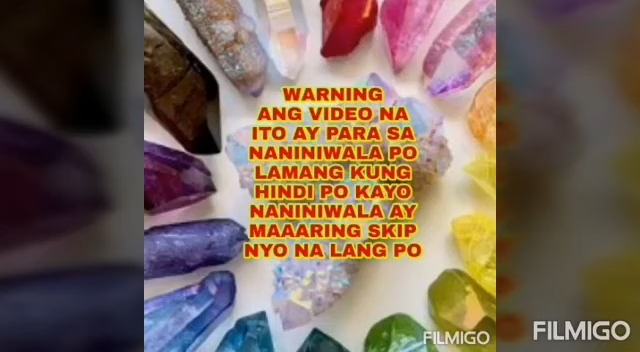 WARNING
ANG VIDEO NA
ITO AY PARA SA
NANINIWALA PO
LAMANG KUNG
HINDI PO KAYO
NANINIWALA AY
MAAARING SKIP
NYO NA LANG PO
FILMIGO
FILMIGO